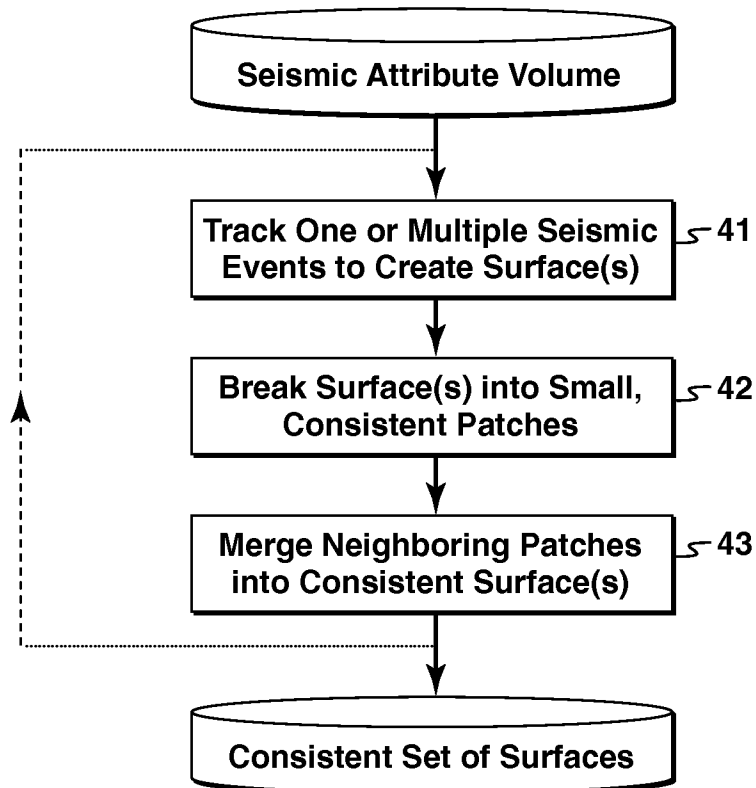 Seismic Attribute Volume
Track One or Multiple Seismic
Events to Create Surface(s)
41
Break Surface(s) into Small,
Consistent Patches
42
Merge Neighboring Patches
into Consistent Surface(s)
43
Consistent Set of Surfaces